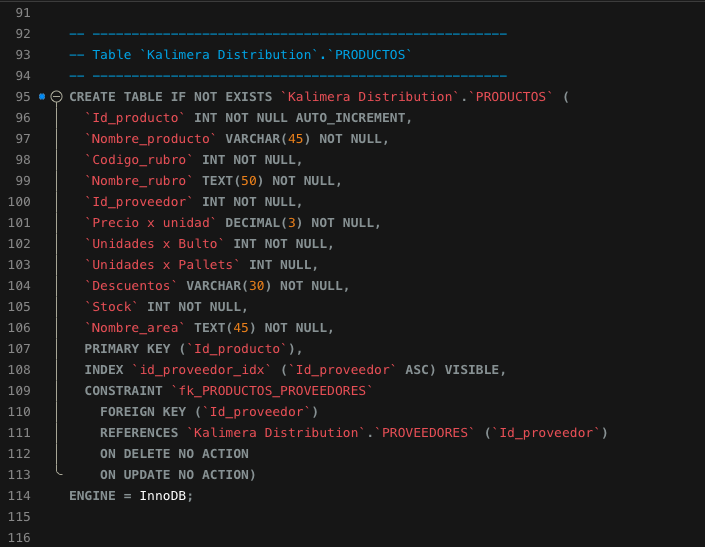 91
92 -- -----------------------------------------------------
93 -- Table `Kalimera Distribution`.`PRODUCTOS`
94 -- -----------------------------------------------------
95 CREATE TABLE IF NOT EXISTS `Kalimera Distribution`.`PRODUCTOS` (
96   `Id_producto` INT NOT NULL AUTO_INCREMENT,
97   `Nombre_producto` VARCHAR(45) NOT NULL,
98   `Codigo_rubro` INT NOT NULL,
99   `Nombre_rubro` TEXT(50) NOT NULL,
100   `Id_proveedor` INT NOT NULL,
101   `Precio x unidad` DECIMAL(3) NOT NULL,
102   `Unidades x Bulto` INT NOT NULL,
103   `Unidades x Pallets` INT NULL,
104   `Descuentos` VARCHAR(30) NOT NULL,
105   `Stock` INT NOT NULL,
106   `Nombre_area` TEXT(45) NOT NULL,
107   PRIMARY KEY (`Id_producto`),
108   INDEX `id_proveedor_idx` (`Id_proveedor` ASC) VISIBLE,
109   CONSTRAINT `fk_PRODUCTOS_PROVEEDORES`
110     FOREIGN KEY (`Id_proveedor`)
111     REFERENCES `Kalimera Distribution`.`PROVEEDORES` (`Id_proveedor`)
112     ON DELETE NO ACTION
113     ON UPDATE NO ACTION)
114 ENGINE = InnoDB;
115
116